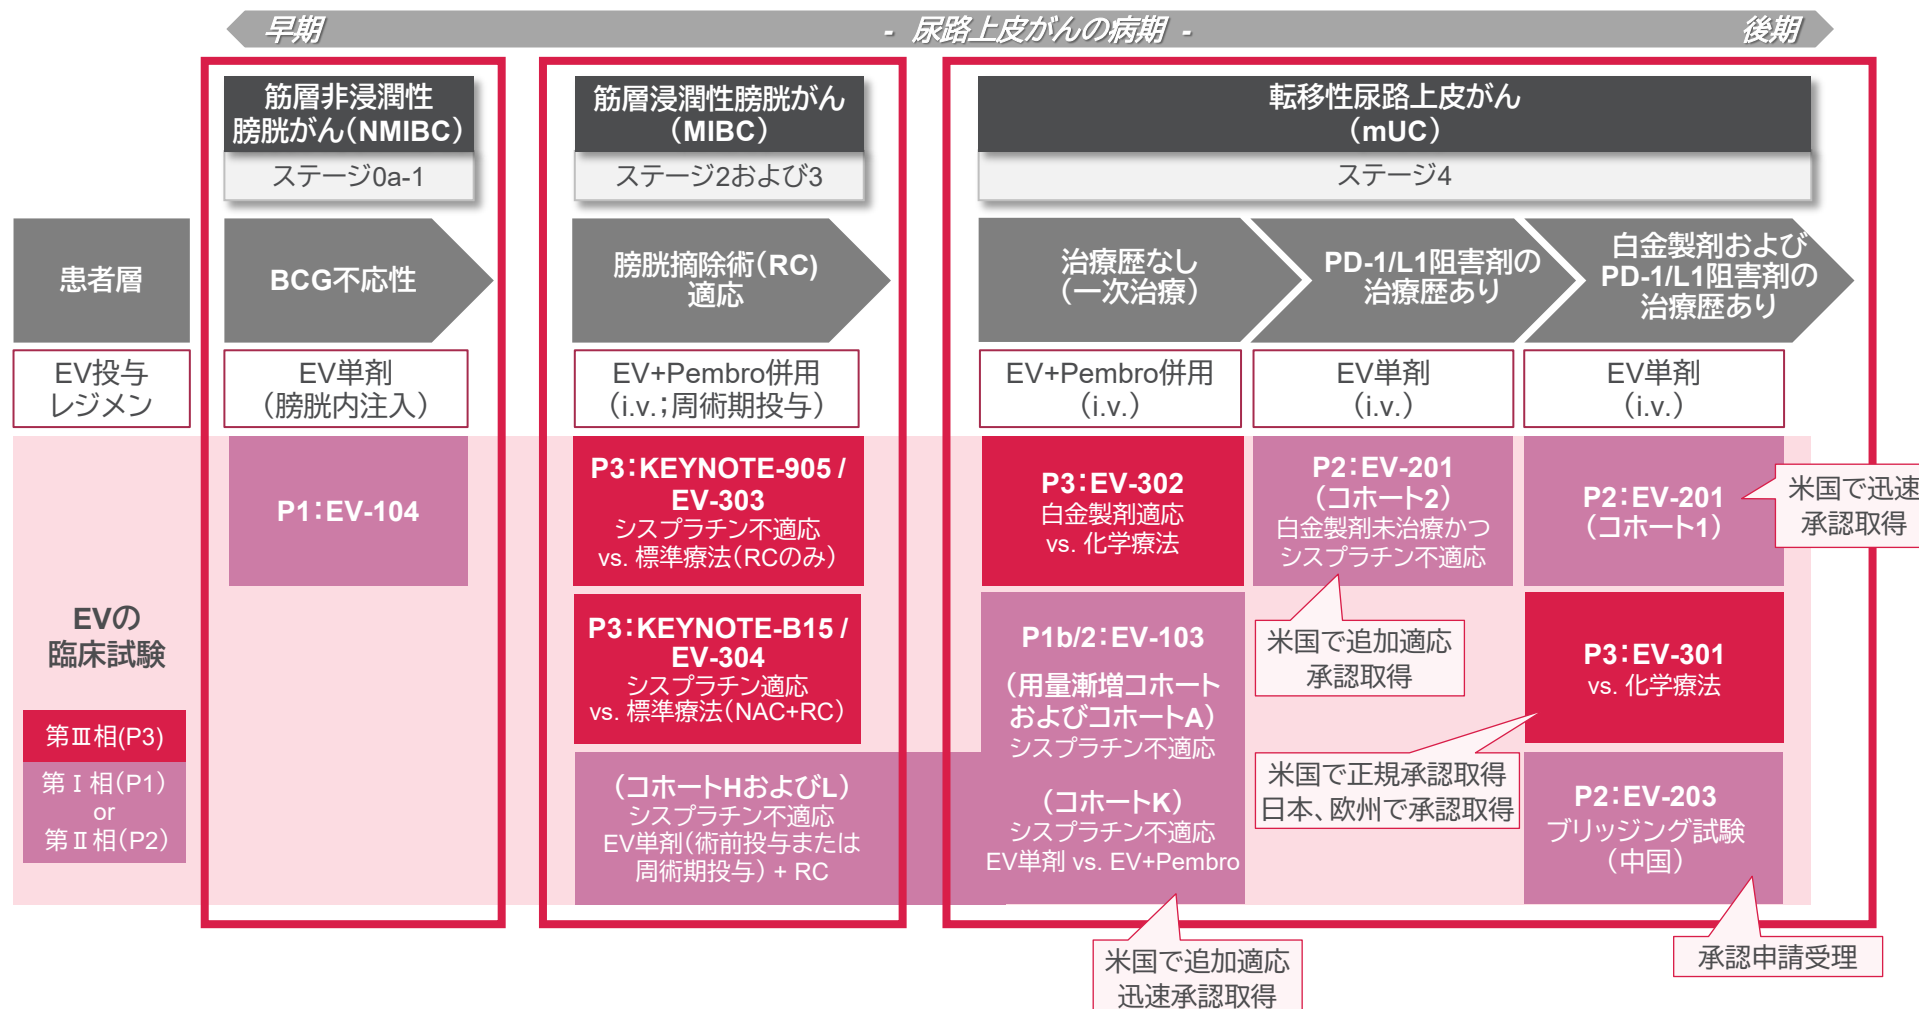 早期
- 尿路上皮がんの病期 -
後期
筋層非浸潤性
膀胱がん(NMIBC)
ステージ0a-1
筋層浸潤性膀胱がん
(MIBC)
ステージ2および3
転移性尿路上皮がん
(mUC)
ステージ4
患者層
BCG不応性
膀胱摘除術(RC)
適応
治療歴なし
(一次治療)
PD-1/L1阻害剤の
治療歴あり
白金製剤および
PD-1/L1阻害剤の
治療歴あり
EV投与
レジメン
EV単剤
(膀胱内注入)
EV+Pembro併用
(i.v.;周術期投与)
EV+Pembro併用
(i.v.)
EV単剤
(i.v.)
EV単剤
(i.v.)
EVの
臨床試験
第Ⅲ相(P3)
第Ⅰ相(P1)
or
第Ⅱ相(P2)
P1:EV-104
P3:KEYNOTE-905 /
EV-303
シスプラチン不適応
vs. 標準療法(RCのみ)
P3:KEYNOTE-B15 /
EV-304
シスプラチン適応
vs. 標準療法(NAC+RC)
(コホートHおよびL)
シスプラチン不適応
EV単剤(術前投与または
周術期投与) + RC
P3:EV-302
白金製剤適応
vs. 化学療法
P1b/2:EV-103
(用量漸増コホート
およびコホートA)
シスプラチン不適応
(コホートK)
シスプラチン不適応
EV単剤 vs. EV+Pembro
米国で追加適応
迅速承認取得
P2:EV-201
(コホート2)
白金製剤未治療かつ
シスプラチン不適応
米国で追加適応
承認取得
P2:EV-201
(コホート1)
米国で迅速
承認取得
P3:EV-301
vs. 化学療法
米国で正規承認取得
日本、欧州で承認取得
P2:EV-203
ブリッジング試験
(中国)
承認申請受理